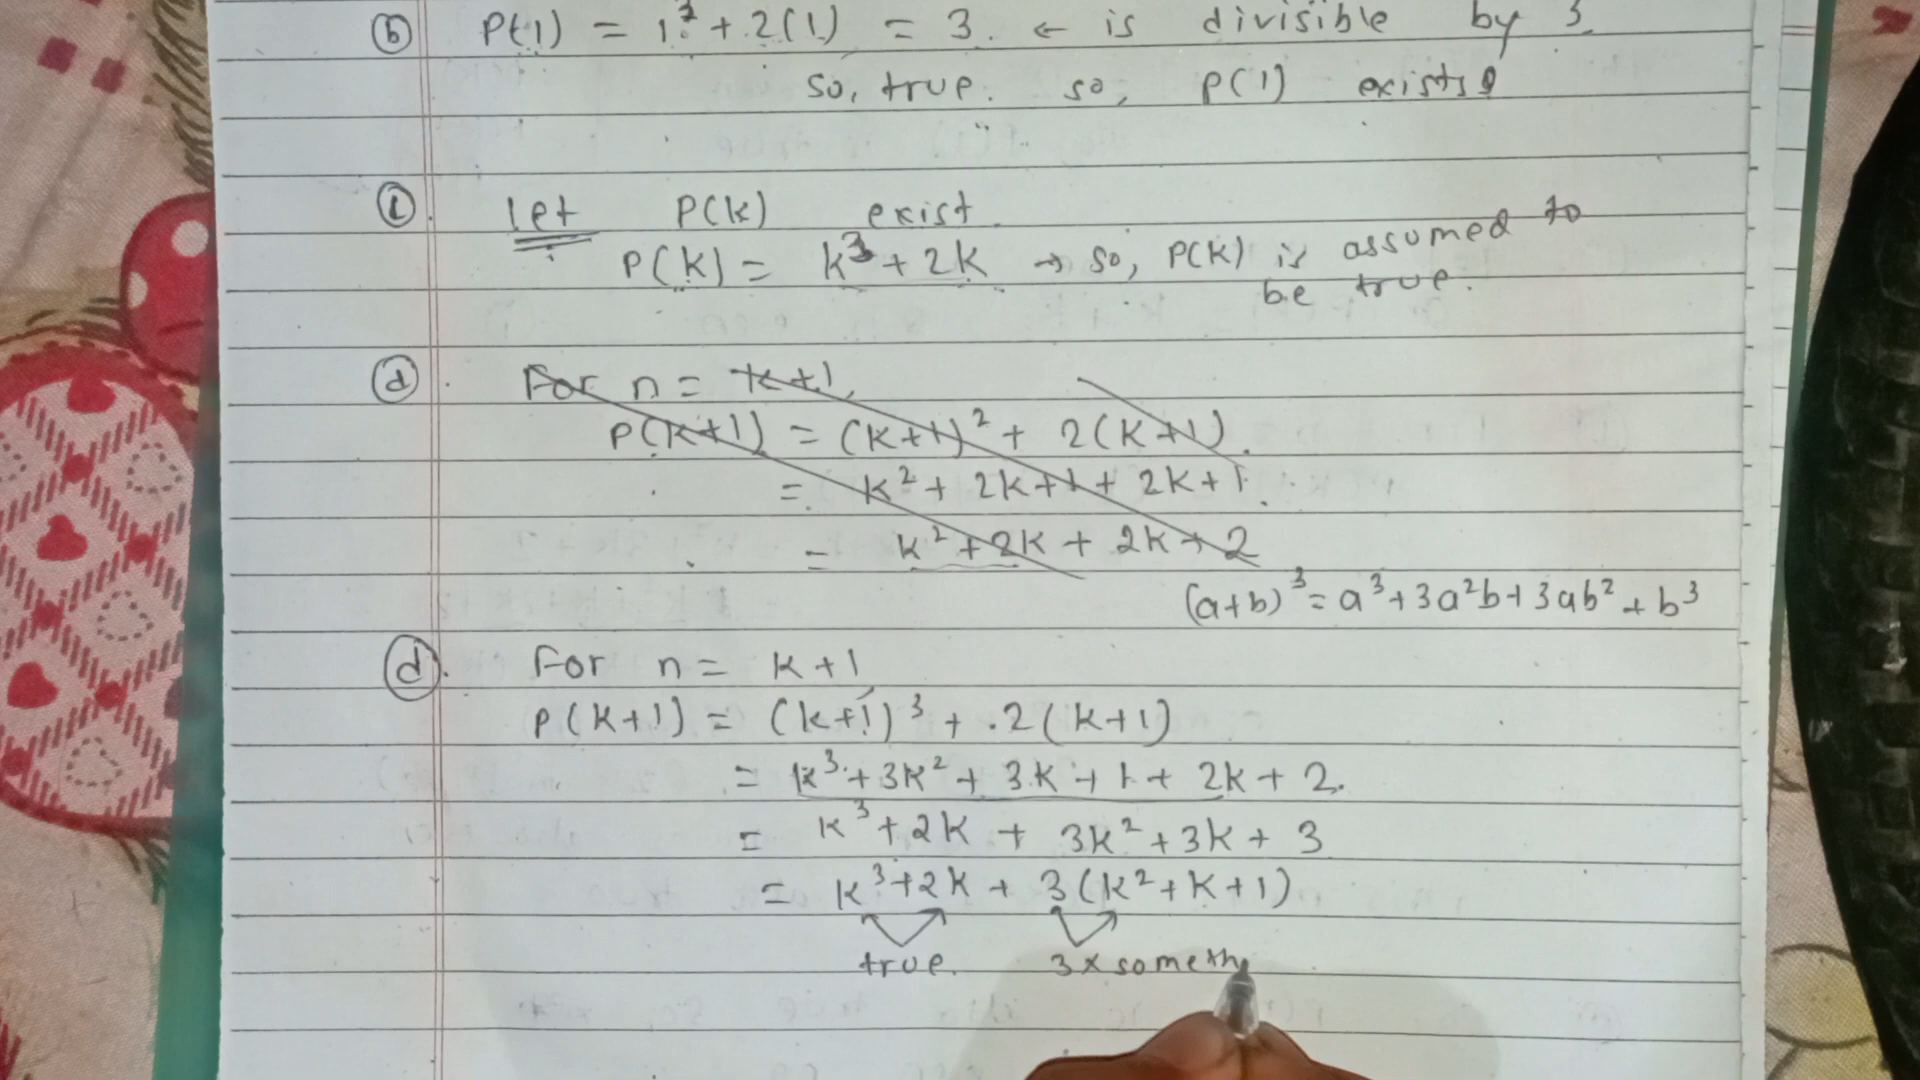 ⓑ P(1) = 1³ + 2(1) = 3. ← is divisible by 3
so, true. so, P(1) exists
ⓒ. Let P(k) exist.
P(k) = k³ + 2k → so, P(k) is assumed to
be true.
ⓓ. For n = k+1,
P(k+1) = (k+1)² + 2(k+1).
= k² + 2k+1 + 2k+1.
= k² + 2k + 2k + 2
(a+b)³ = a³ + 3a²b + 3ab² + b³
ⓓ. For n = k+1
P(k+1) = (k+1)³ + 2(k+1)
= k³ + 3k² + 3k + 1 + 2k + 2.
= k³ + 2k + 3k² + 3k + 3
= k³ + 2k + 3(k² + k + 1)
true. 3 x someth